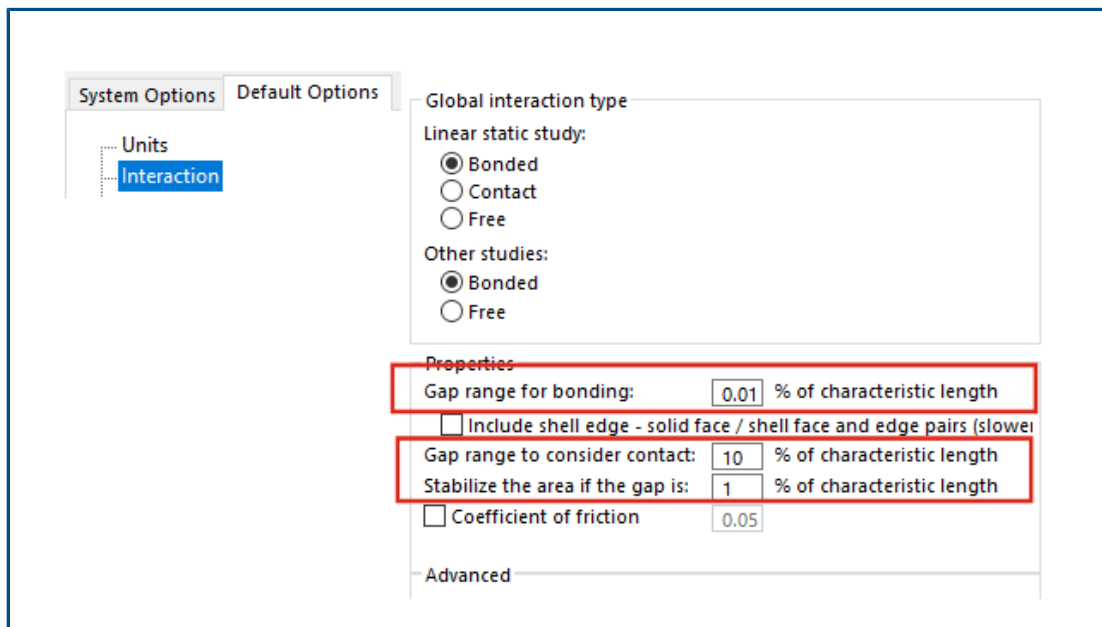 System Options Default Options
Units
Interaction
Global interaction type
Linear static study:
Bonded
Contact
Free
Other studies:
Bonded
Free
Properties
Gap range for bonding: 0.01 % of characteristic length
Include shell edge - solid face / shell face and edge pairs (slower
Gap range to consider contact: 10 % of characteristic length
Stabilize the area if the gap is: 1 % of characteristic length
Coefficient of friction 0.05
Advanced